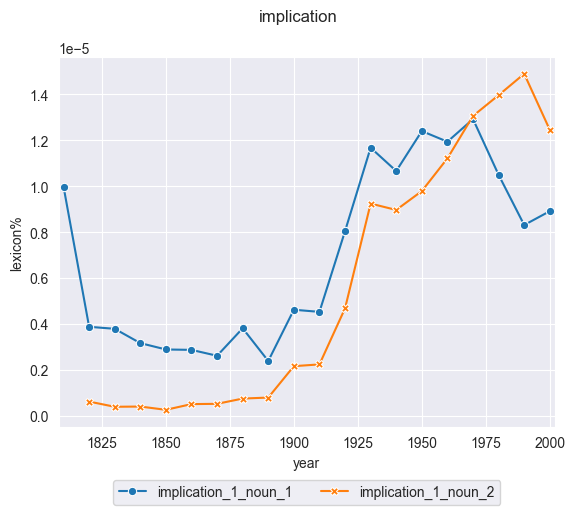 implication
1e−5
1.4
1.2
1.0
0.8
0.6
0.4
0.2
0.0
lexicon%
1825 1850 1875 1900 1925 1950 1975 2000
year
implication_1_noun_1 implication_1_noun_2